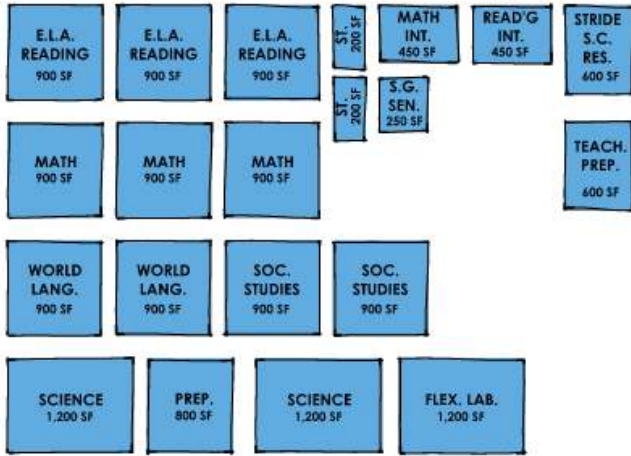 E.L.A.
READING
900 SF
E.L.A.
READING
900 SF
E.L.A.
READING
900 SF
ST.
200 SF
MATH
INT.
450 SF
READ'G
INT.
450 SF
STRIDE
S.C.
RES.
600 SF
ST.
200 SF
S.G.
SEN.
250 SF
MATH
900 SF
MATH
900 SF
MATH
900 SF
TEACH.
PREP.
600 SF
WORLD
LANG.
900 SF
WORLD
LANG.
900 SF
SOC.
STUDIES
900 SF
SOC.
STUDIES
900 SF
SCIENCE
1,200 SF
PREP.
800 SF
SCIENCE
1,200 SF
FLEX. LAB.
1,200 SF